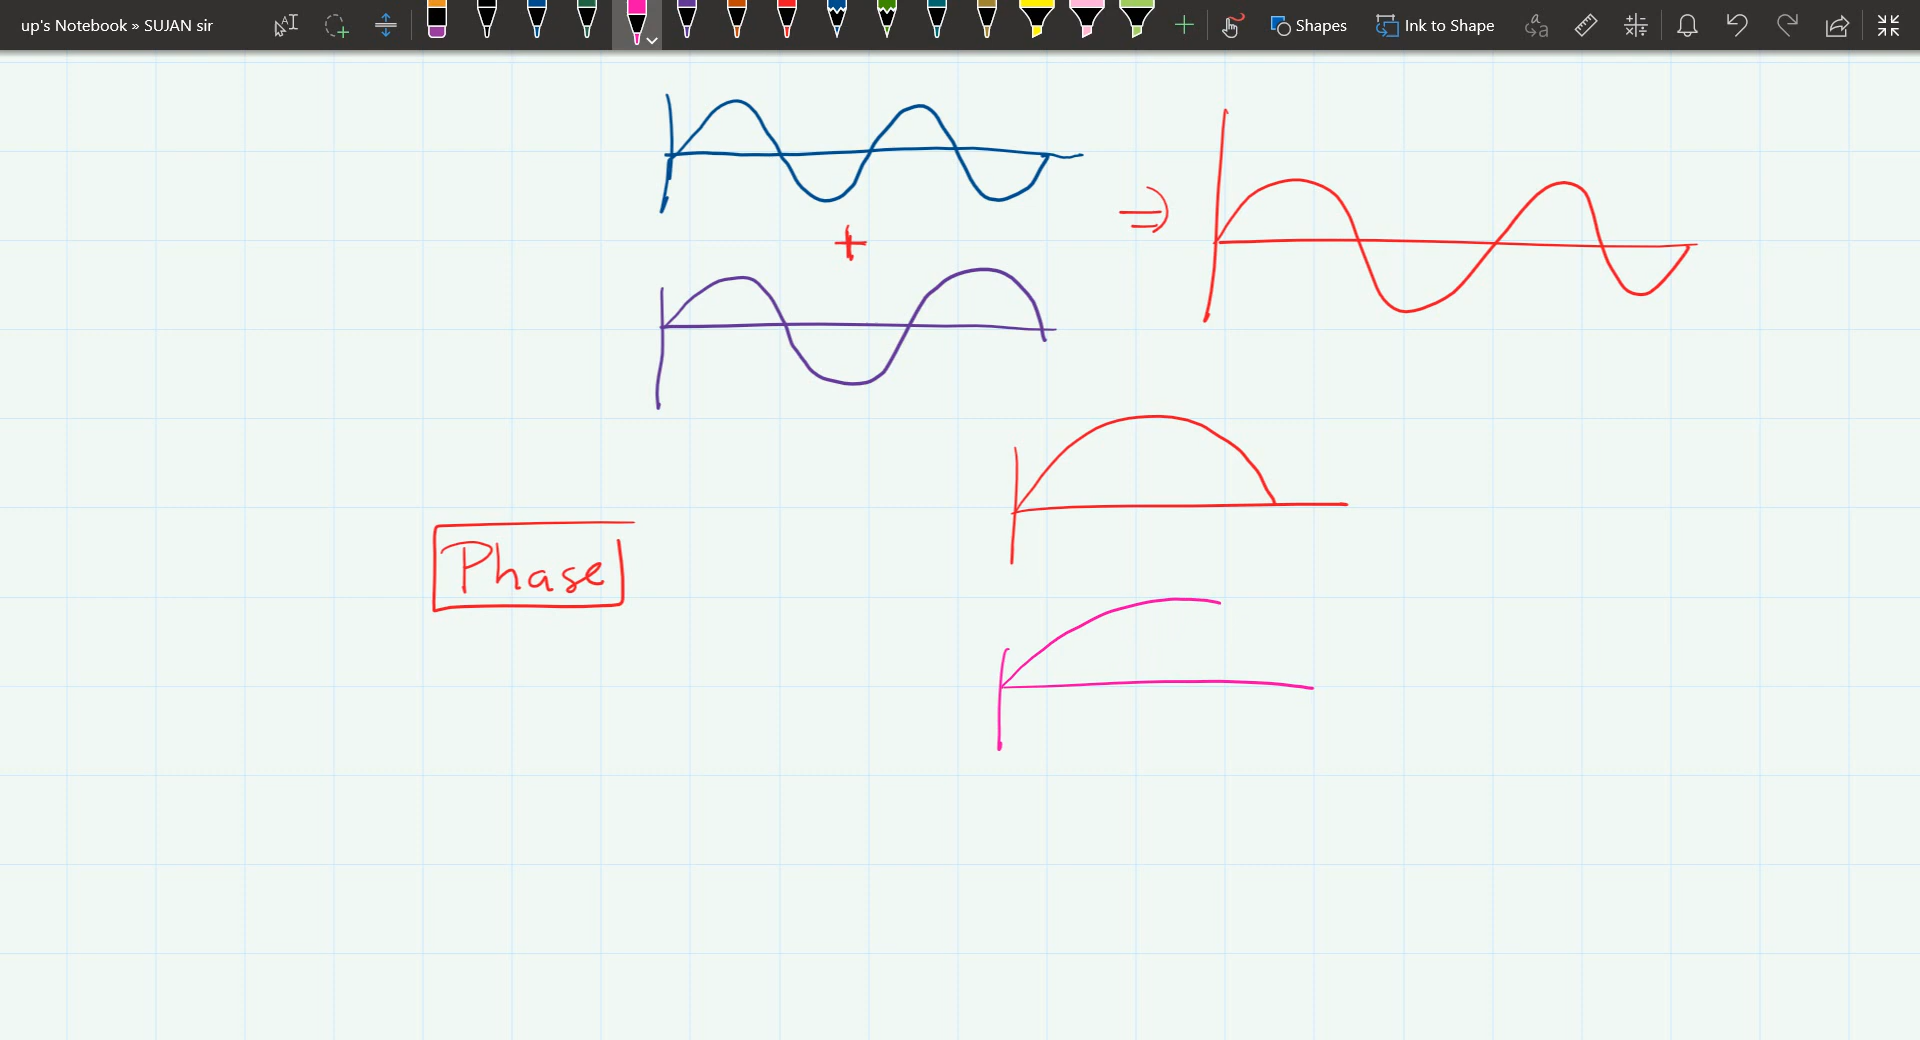 up's Notebook » SUJAN sir
Shapes
Ink to Shape
+
⇒
Phase